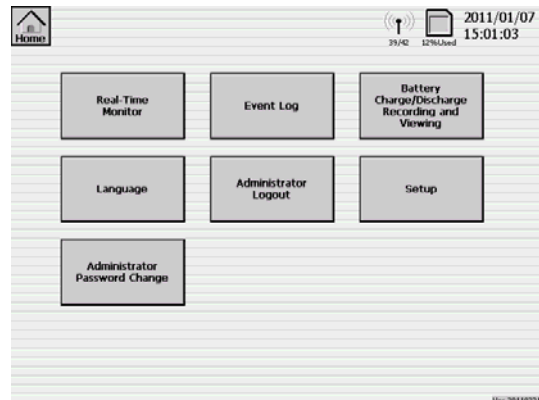 Home
39/42
12%Used
2011/01/07
15:01:03
Real-Time
Monitor
Event Log
Battery
Charge/Discharge
Recording and
Viewing
Language
Administrator
Logout
Setup
Administrator
Password Change